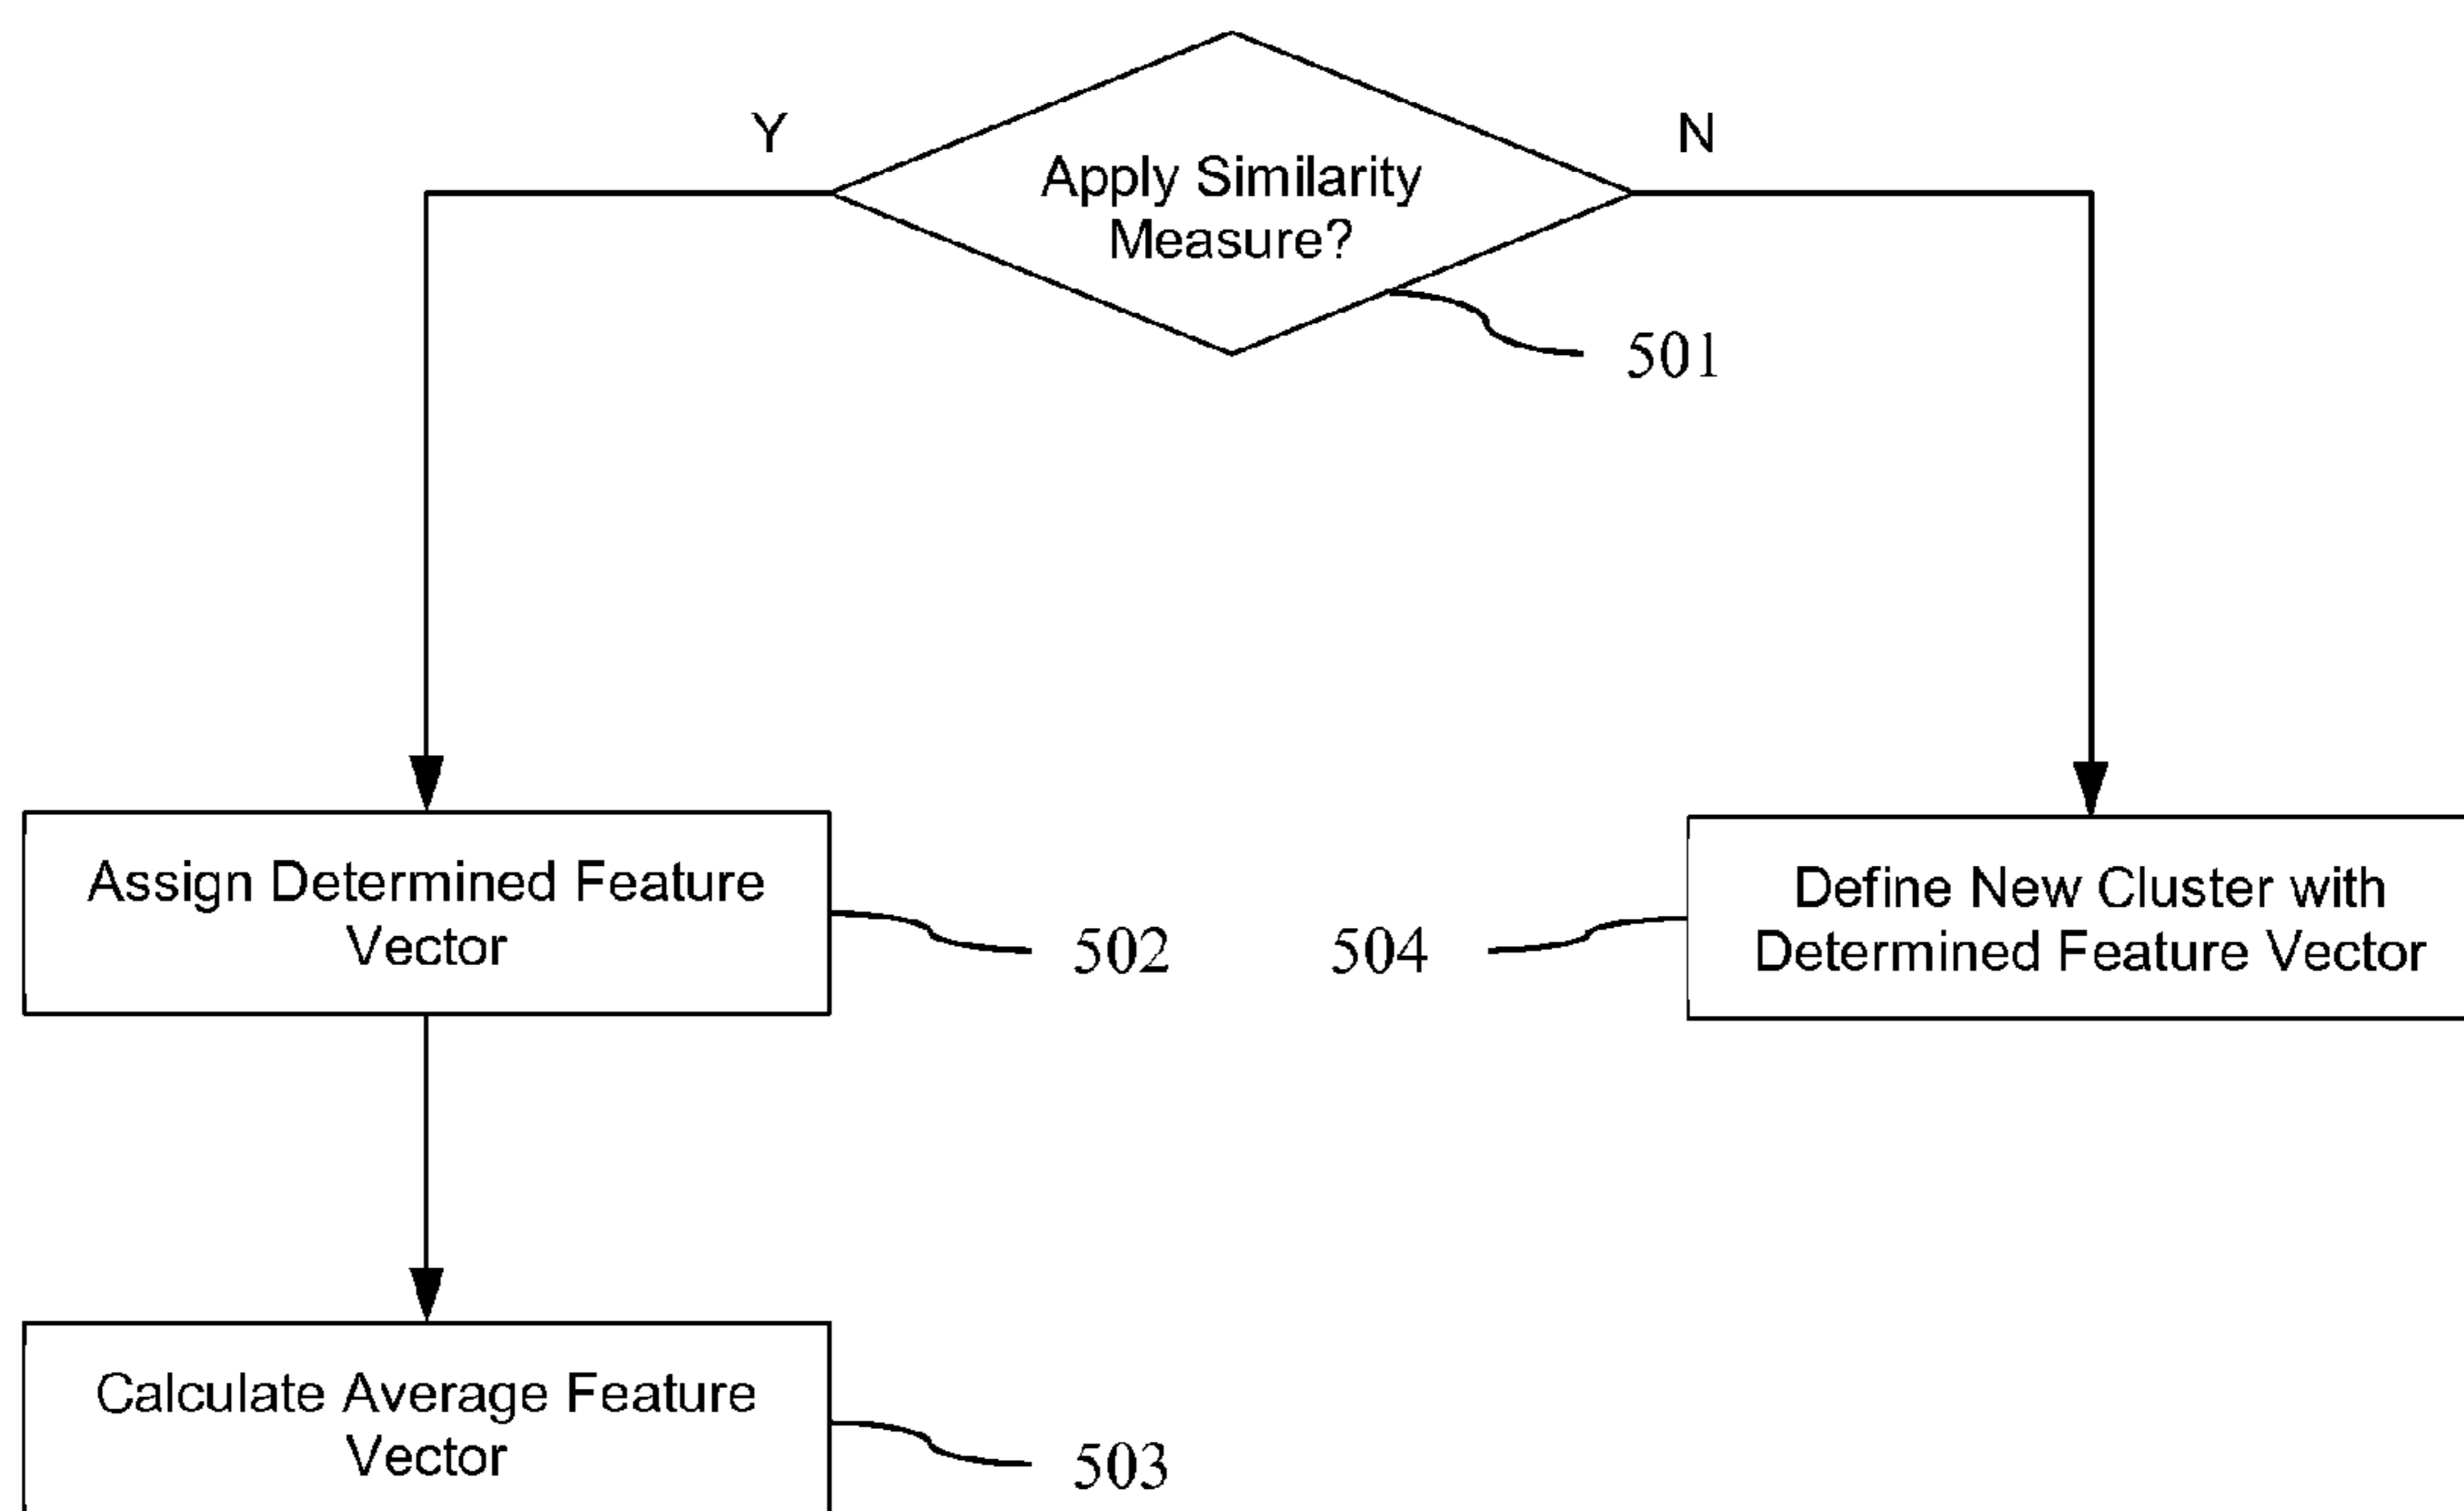 Y
N
Apply Similarity
Measure?
501
Assign Determined Feature
Vector
502
504
Define New Cluster with
Determined Feature Vector
Calculate Average Feature
Vector
503